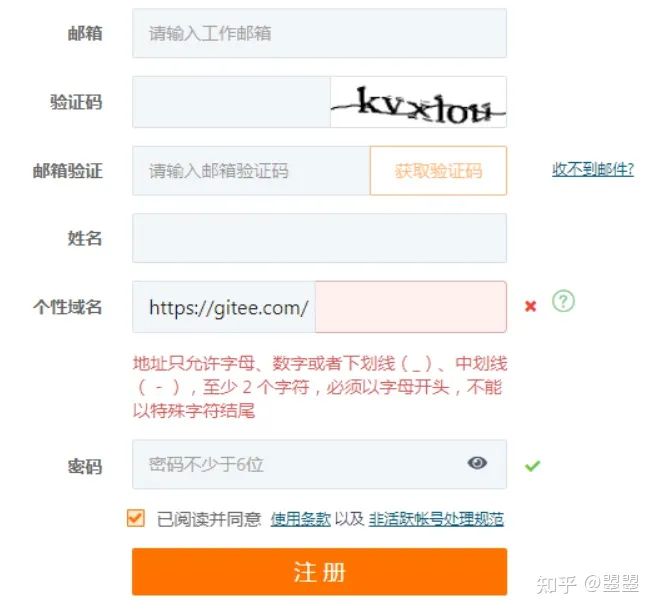 邮箱 请输入工作邮箱
验证码 kvxlou
邮箱验证 请输入邮箱验证码 获取验证码 收不到邮件?
姓名
个性域名 https://gitee.com/
地址只允许字母、数字或者下划线（_）、中划线
（ - ），至少 2 个字符，必须以字母开头，不能
以特殊字符结尾
密码 密码不少于6位
已阅读并同意 使用条款 以及 非活跃帐号处理规范
注 册
知乎 @曌曌